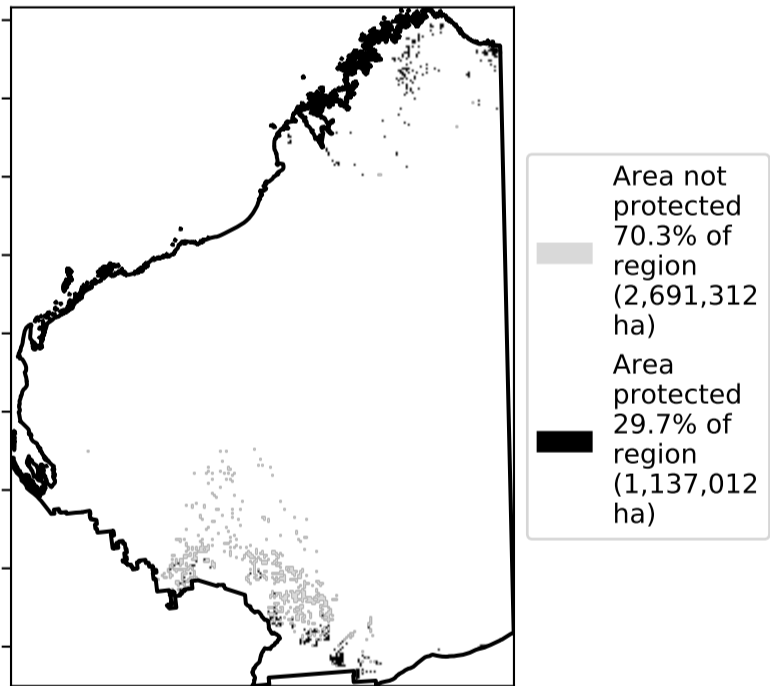 Area not
protected
70.3% of
region
(2,691,312
ha)
Area
protected
29.7% of
region
(1,137,012
ha)